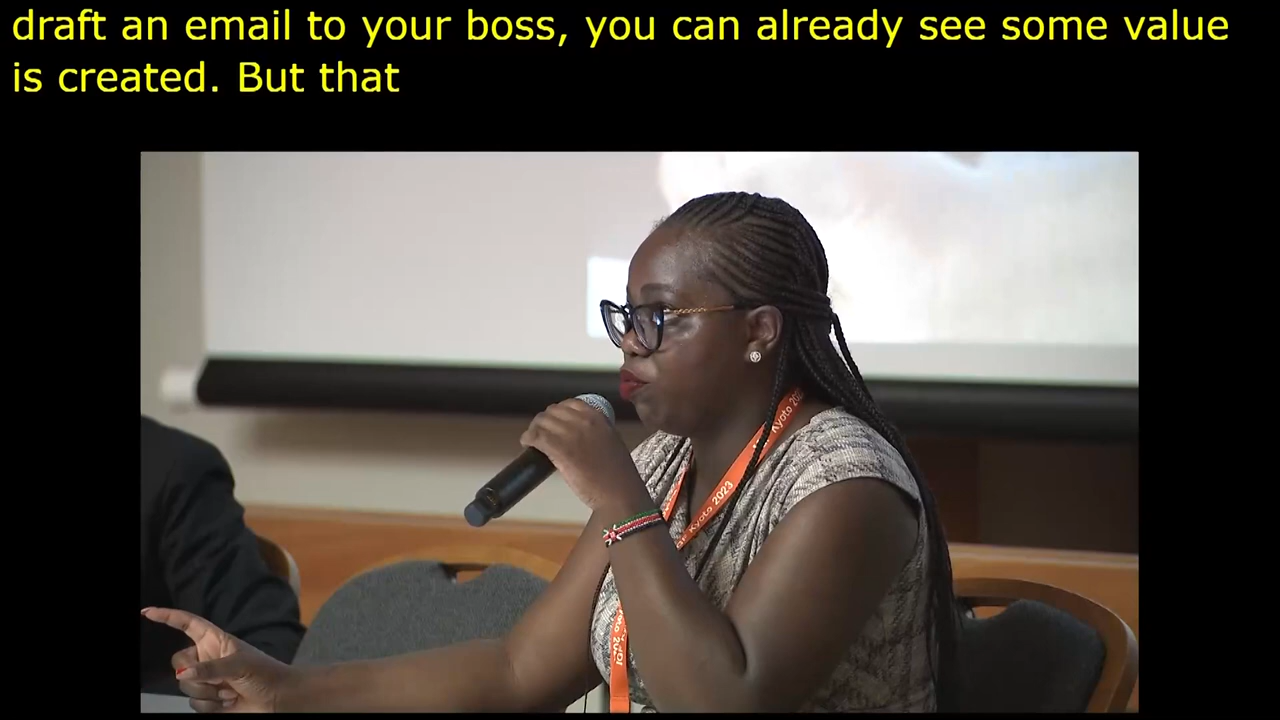 draft an email to your boss, you can already see some value
is created. But that
Kyoto 202
Kyoto 2023